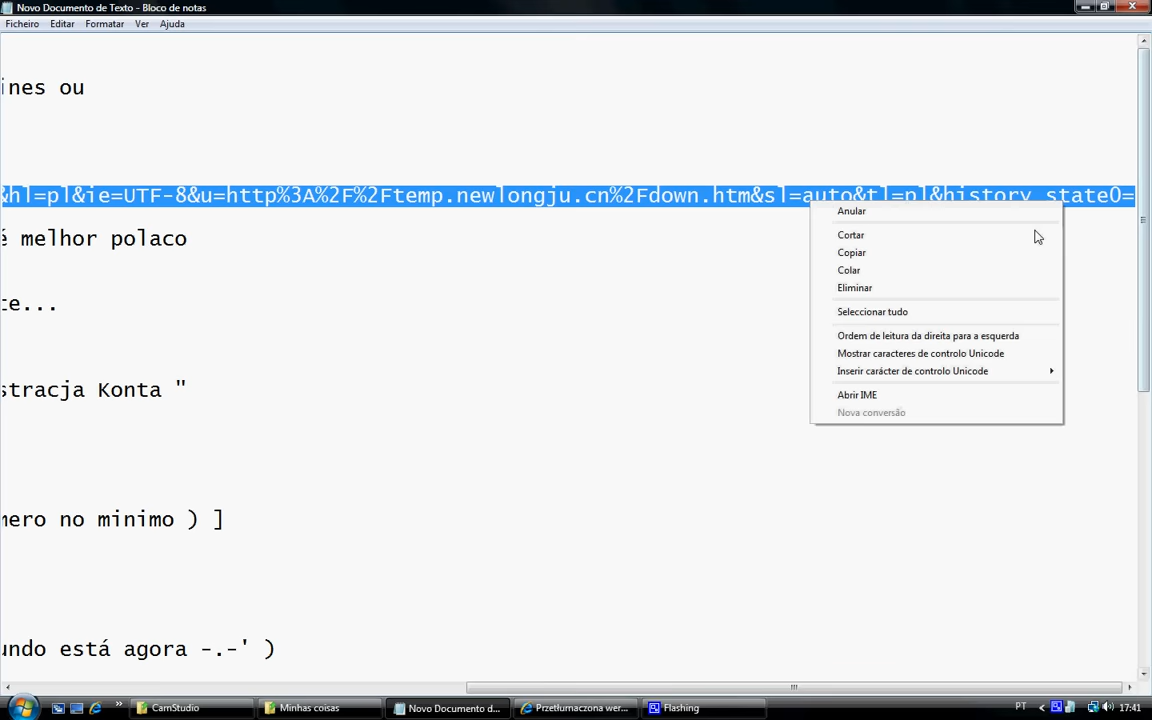 Novo Documento de Texto - Bloco de notas
Ficheiro Editar Formatar Ver Ajuda
ines ou
&hl=pl&ie=UTF-8&u=http%3A%2F%2Ftemp.newlongju.cn%2Fdown.htm&sl=auto&tl=pl&history_state0=
é melhor polaco
te...
stracja Konta "
mero no minimo ) ]
undo está agora -.-' )
Anular
Cortar
Copiar
Colar
Eliminar
Seleccionar tudo
Ordem de leitura da direita para a esquerda
Mostrar caracteres de controlo Unicode
Inserir carácter de controlo Unicode
Abrir IME
Nova conversão
CamStudio Minhas coisas Novo Documento d... Przetłumaczona wer... Flashing PT 17:41